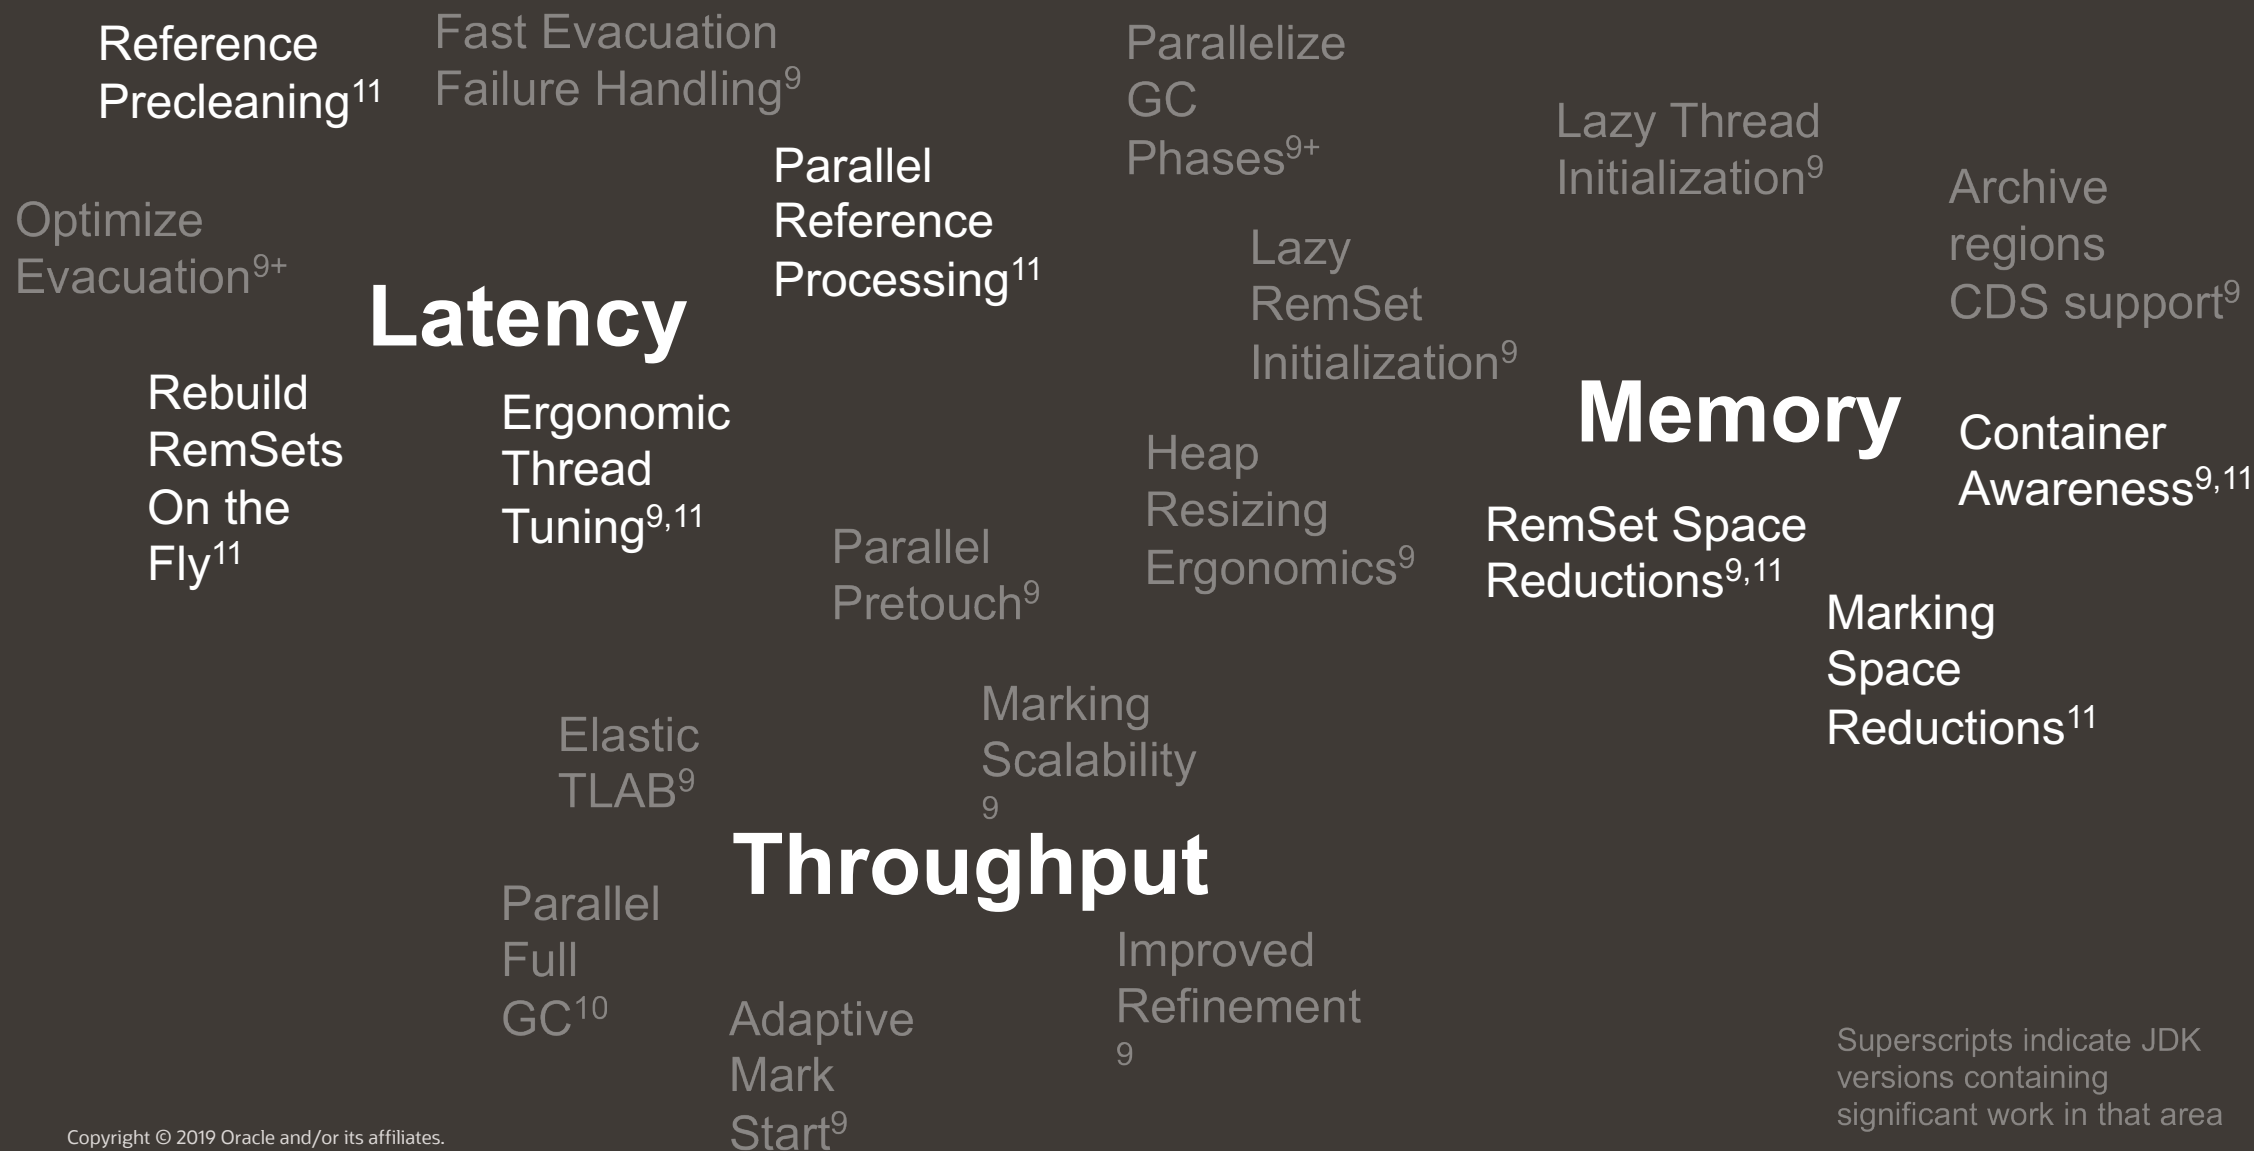 Reference
Precleaning¹¹
Fast Evacuation
Failure Handling⁹
Parallelize
GC
Phases⁹⁺
Lazy Thread
Initialization⁹
Parallel
Reference
Processing¹¹
Archive
regions
CDS support⁹
Optimize
Evacuation⁹⁺
Lazy
RemSet
Initialization⁹
Latency
Rebuild
RemSets
On the
Fly¹¹
Ergonomic
Thread
Tuning⁹,¹¹
Memory
Container
Awareness⁹,¹¹
Heap
Resizing
Ergonomics⁹
RemSet Space
Reductions⁹,¹¹
Parallel
Pretouch⁹
Marking
Space
Reductions¹¹
Elastic
TLAB⁹
Marking
Scalability
⁹
Throughput
Parallel
Full
GC¹⁰
Improved
Refinement
⁹
Adaptive
Mark
Start⁹
Superscripts indicate JDK
versions containing
significant work in that area
Copyright © 2019 Oracle and/or its affiliates.